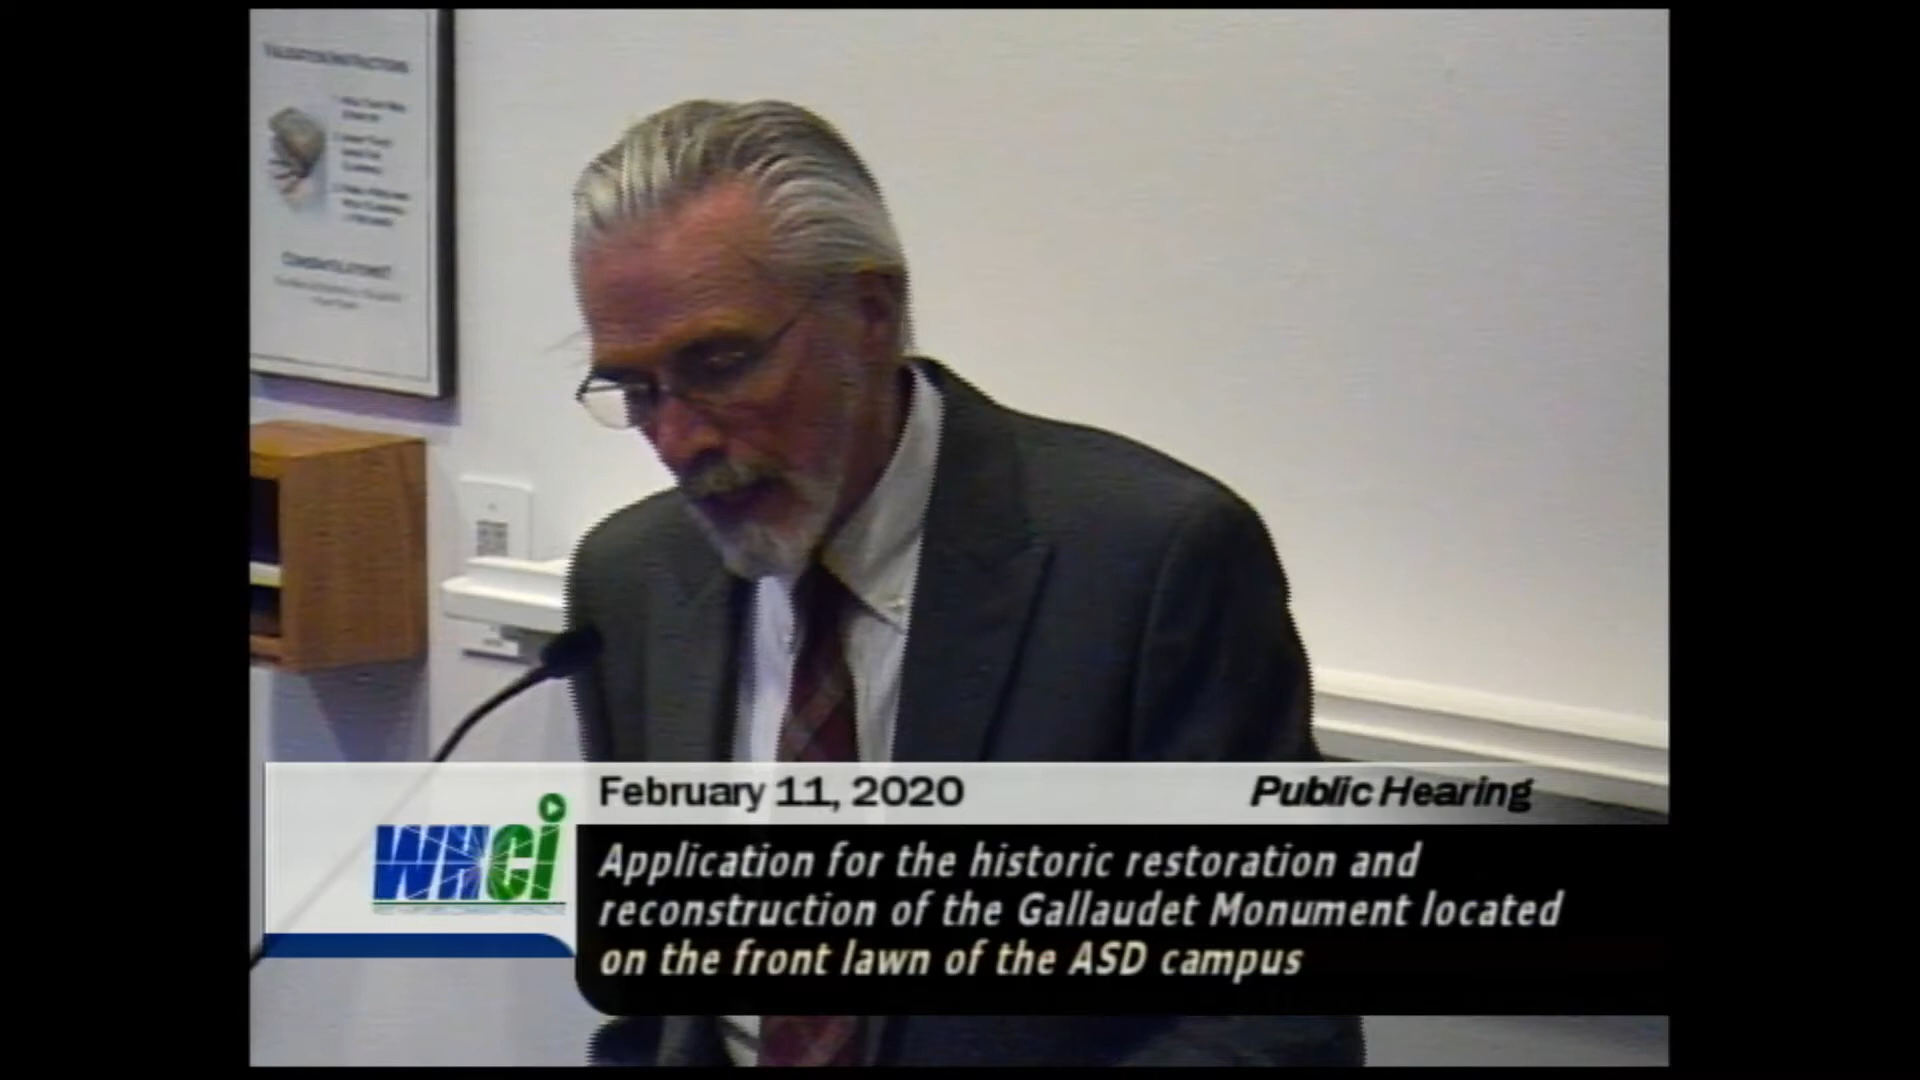 February 11, 2020
Public Hearing
WHCi
Application for the historic restoration and
reconstruction of the Gallaudet Monument located
on the front lawn of the ASD campus